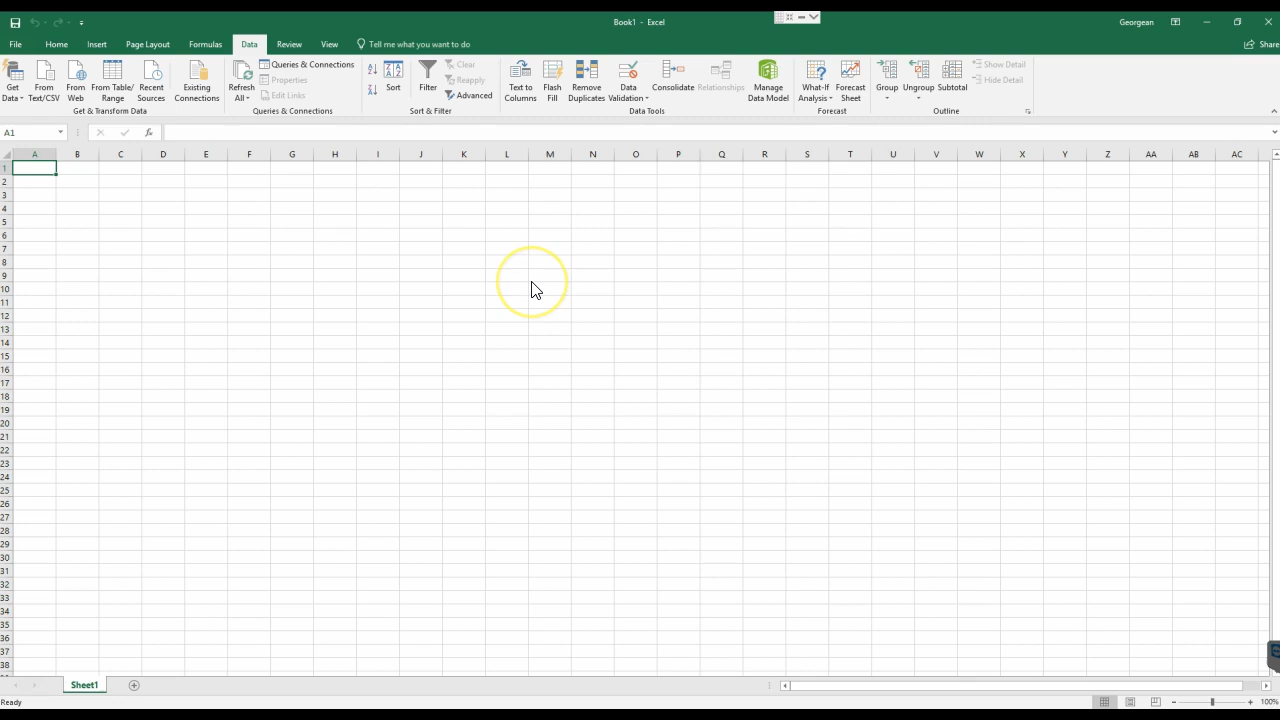 Book1 - Excel
Georgean
File Home Insert Page Layout Formulas Data Review View Tell me what you want to do Share
Get Data
From Text/CSV
From Web
From Table/ Range
Recent Sources
Existing Connections
Get & Transform Data
Refresh All
Queries & Connections
Properties
Edit Links
Queries & Connections
Sort
Filter
Clear
Reapply
Advanced
Sort & Filter
Text to Columns
Flash Fill
Remove Duplicates
Data Validation
Consolidate
Relationships
Manage Data Model
Data Tools
What-If Analysis
Forecast Sheet
Forecast
Group
Ungroup
Subtotal
Show Detail
Hide Detail
Outline
A1
fx
A B C D E F G H I J K L M N O P Q R S T U V W X Y Z AA AB AC
1
2
3
4
5
6
7
8
9
10
11
12
13
14
15
16
17
18
19
20
21
22
23
24
25
26
27
28
29
30
31
32
33
34
35
36
37
38
Sheet1
Ready
100%